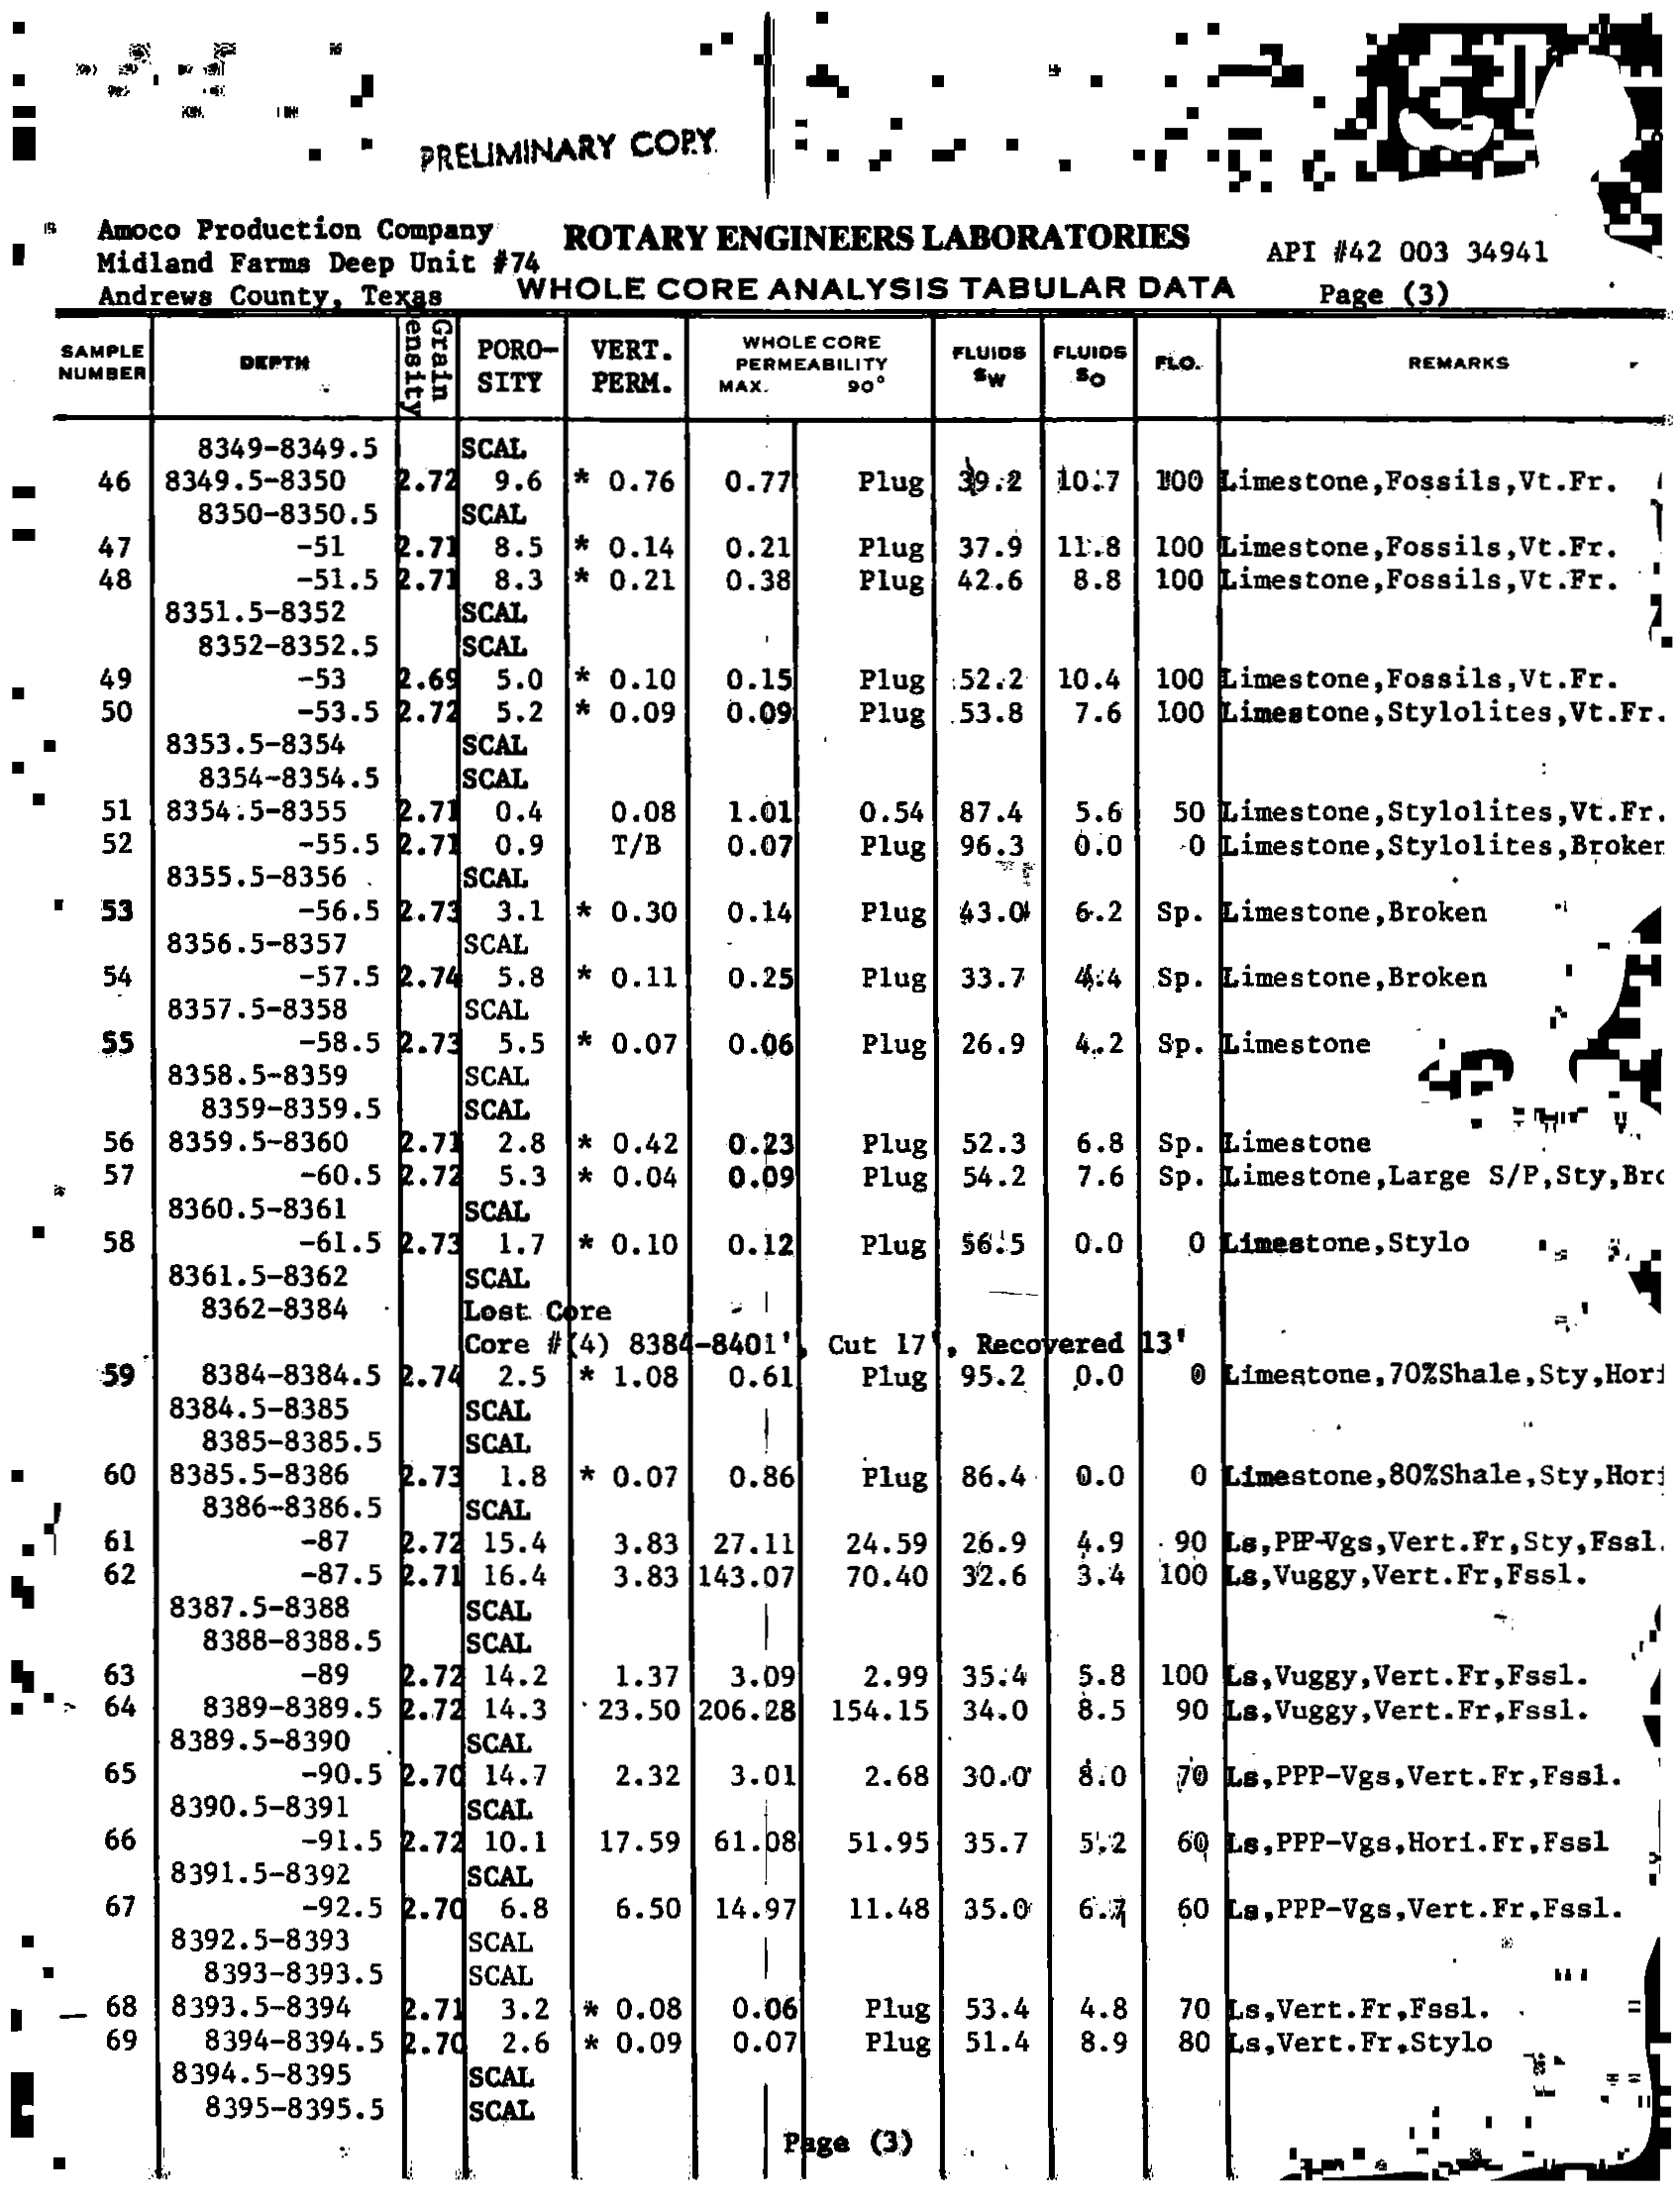 PRELIMINARY COPY
Amoco Production Company
ROTARY ENGINEERS LABORATORIES
Midland Farms Deep Unit #74
API #42 003 34941
Andrews County, Texas
WHOLE CORE ANALYSIS TABULAR DATA
Page (3)
SAMPLE NUMBER DEPTH Grain Density PORO-SITY VERT. PERM. WHOLE CORE PERMEABILITY MAX. 90° FLUIDS SW FLUIDS SO FLO. REMARKS
8349-8349.5 SCAL
46 8349.5-8350 2.72 9.6 * 0.76 0.77 Plug 39.2 10.7 100 Limestone,Fossils,Vt.Fr.
8350-8350.5 SCAL
47 -51 2.71 8.5 * 0.14 0.21 Plug 37.9 11.8 100 Limestone,Fossils,Vt.Fr.
48 -51.5 2.71 8.3 * 0.21 0.38 Plug 42.6 8.8 100 Limestone,Fossils,Vt.Fr.
8351.5-8352 SCAL
8352-8352.5 SCAL
49 -53 2.69 5.0 * 0.10 0.15 Plug 52.2 10.4 100 Limestone,Fossils,Vt.Fr.
50 -53.5 2.72 5.2 * 0.09 0.09 Plug 53.8 7.6 100 Limestone,Stylolites,Vt.Fr.
8353.5-8354 SCAL
8354-8354.5 SCAL
51 8354.5-8355 2.71 0.4 0.08 1.01 0.54 87.4 5.6 50 Limestone,Stylolites,Vt.Fr.
52 -55.5 2.71 0.9 T/B 0.07 Plug 96.3 0.0 0 Limestone,Stylolites,Broken
8355.5-8356 SCAL
53 -56.5 2.73 3.1 * 0.30 0.14 Plug 43.0 6.2 Sp. Limestone,Broken
8356.5-8357 SCAL
54 -57.5 2.74 5.8 * 0.11 0.25 Plug 33.7 4.4 Sp. Limestone,Broken
8357.5-8358 SCAL
55 -58.5 2.73 5.5 * 0.07 0.06 Plug 26.9 4.2 Sp. Limestone
8358.5-8359 SCAL
8359-8359.5 SCAL
56 8359.5-8360 2.71 2.8 * 0.42 0.23 Plug 52.3 6.8 Sp. Limestone
57 -60.5 2.72 5.3 * 0.04 0.09 Plug 54.2 7.6 Sp. Limestone,Large S/P,Sty,Bro
8360.5-8361 SCAL
58 -61.5 2.73 1.7 * 0.10 0.12 Plug 56.5 0.0 0 Limestone,Stylo
8361.5-8362 SCAL
8362-8384 Lost Core
Core #(4) 8384-8401', Cut 17', Recovered 13'
59 8384-8384.5 2.74 2.5 * 1.08 0.61 Plug 95.2 0.0 0 Limestone,70%Shale,Sty,Hori
8384.5-8385 SCAL
8385-8385.5 SCAL
60 8385.5-8386 2.73 1.8 * 0.07 0.86 Plug 86.4 0.0 0 Limestone,80%Shale,Sty,Hori
8386-8386.5 SCAL
61 -87 2.72 15.4 3.83 27.11 24.59 26.9 4.9 90 Ls,PPP-Vgs,Vert.Fr,Sty,Fssl.
62 -87.5 2.71 16.4 3.83 143.07 70.40 32.6 3.4 100 Ls,Vuggy,Vert.Fr,Fssl.
8387.5-8388 SCAL
8388-8388.5 SCAL
63 -89 2.72 14.2 1.37 3.09 2.99 35.4 5.8 100 Ls,Vuggy,Vert.Fr,Fssl.
64 8389-8389.5 2.72 14.3 23.50 206.28 154.15 34.0 8.5 90 Ls,Vuggy,Vert.Fr,Fssl.
8389.5-8390 SCAL
65 -90.5 2.70 14.7 2.32 3.01 2.68 30.0 8.0 70 Ls,PPP-Vgs,Vert.Fr,Fssl.
8390.5-8391 SCAL
66 -91.5 2.72 10.1 17.59 61.08 51.95 35.7 5.2 60 Ls,PPP-Vgs,Hori.Fr,Fssl
8391.5-8392 SCAL
67 -92.5 2.70 6.8 6.50 14.97 11.48 35.0 6.7 60 Ls,PPP-Vgs,Vert.Fr,Fssl.
8392.5-8393 SCAL
8393-8393.5 SCAL
68 8393.5-8394 2.71 3.2 * 0.08 0.06 Plug 53.4 4.8 70 Ls,Vert.Fr,Fssl.
69 8394-8394.5 2.70 2.6 * 0.09 0.07 Plug 51.4 8.9 80 Ls,Vert.Fr,Stylo
8394.5-8395 SCAL
8395-8395.5 SCAL
Page (3)